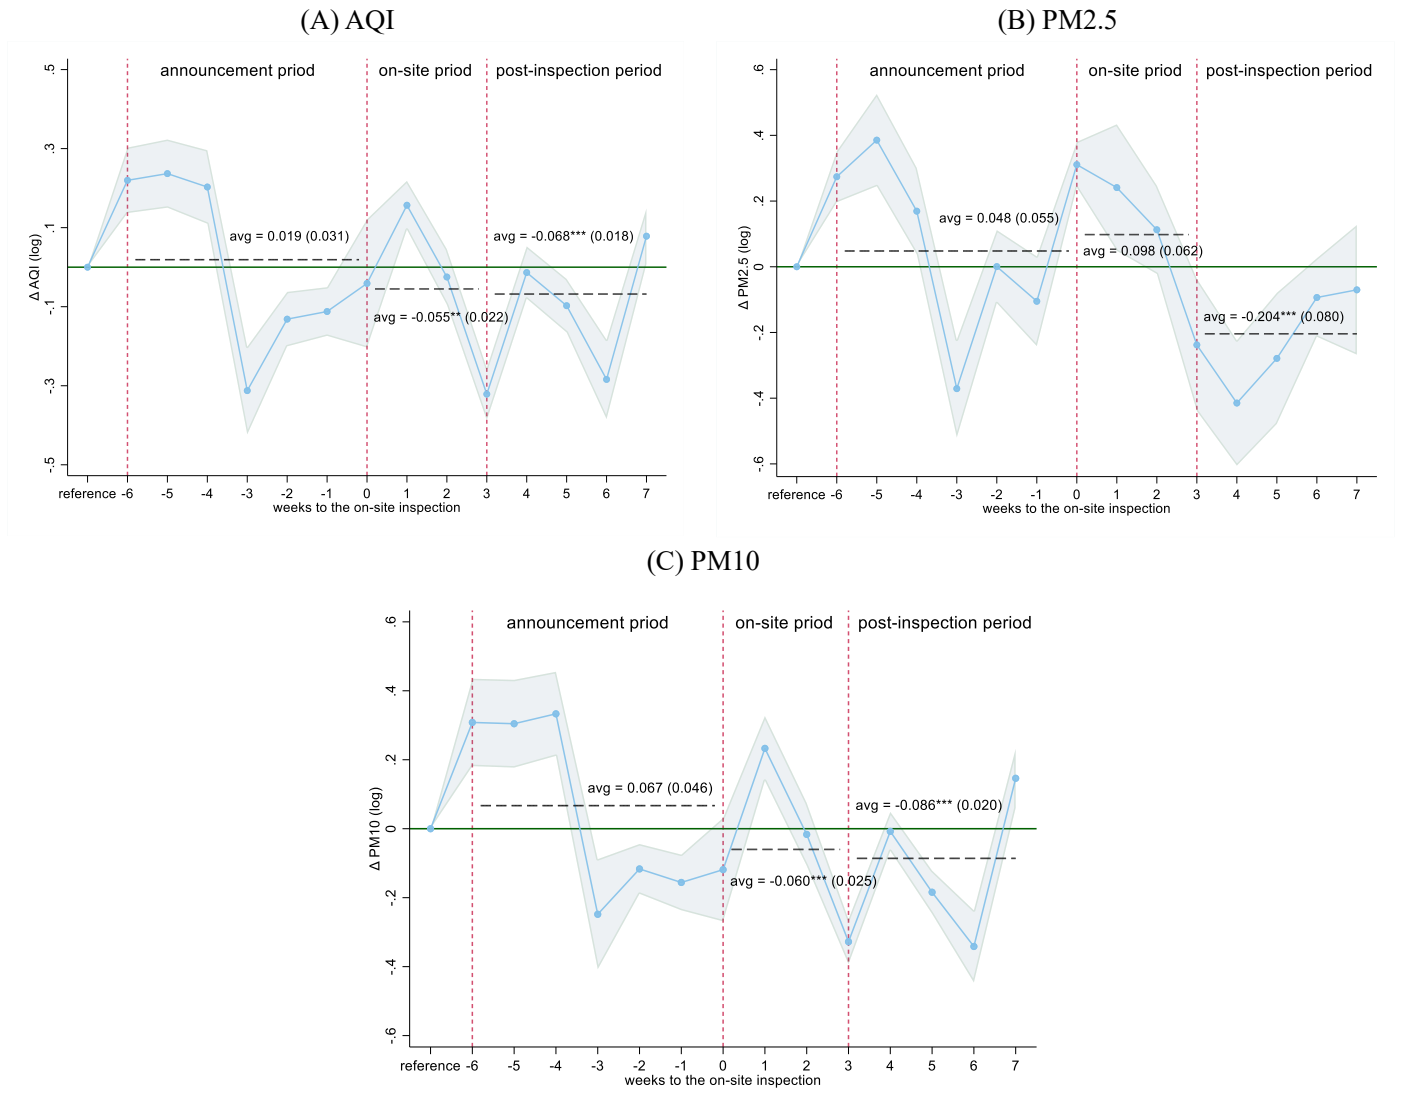 (A) AQI
announcement priod on-site priod post-inspection period
.5
.3
.1
-.1
-.3
-.5
Δ AQI (log)
avg = 0.019 (0.031)
avg = -0.055** (0.022)
avg = -0.068*** (0.018)
reference -6 -5 -4 -3 -2 -1 0 1 2 3 4 5 6 7
weeks to the on-site inspection
(B) PM2.5
announcement priod on-site priod post-inspection period
.6
.4
.2
0
-.2
-.4
-.6
Δ PM2.5 (log)
avg = 0.048 (0.055)
avg = 0.098 (0.062)
avg = -0.204*** (0.080)
reference -6 -5 -4 -3 -2 -1 0 1 2 3 4 5 6 7
weeks to the on-site inspection
(C) PM10
announcement priod on-site priod post-inspection period
.6
.4
.2
0
-.2
-.4
-.6
Δ PM10 (log)
avg = 0.067 (0.046)
avg = -0.060*** (0.025)
avg = -0.086*** (0.020)
reference -6 -5 -4 -3 -2 -1 0 1 2 3 4 5 6 7
weeks to the on-site inspection